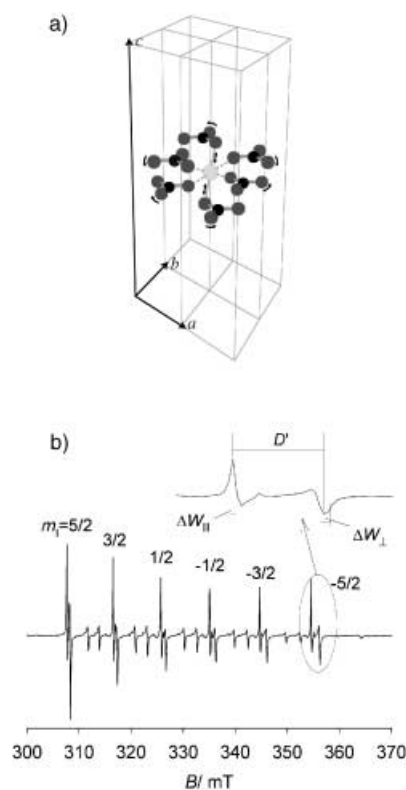 a)
c
b
a
b)
D'
ΔW∥
ΔW⊥
mI=5/2
3/2
1/2
-1/2
-3/2
-5/2
300 310 320 330 340 350 360 370
B/ mT